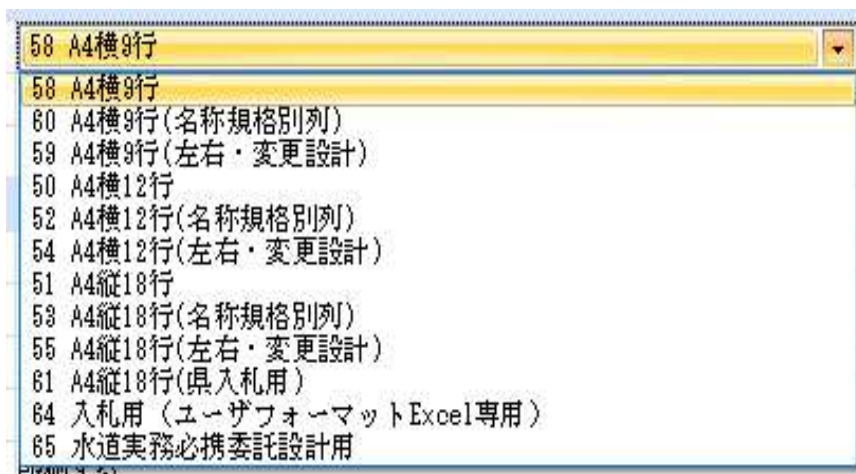 58 A4横9行
58 A4横9行
60 A4横9行(名称規格別列)
59 A4横9行(左右・変更設計)
50 A4横12行
52 A4横12行(名称規格別列)
54 A4横12行(左右・変更設計)
51 A4縦18行
53 A4縦18行(名称規格別列)
55 A4縦18行(左右・変更設計)
61 A4縦18行(県入札用)
64 入札用（ユーザフォーマットExcel専用）
65 水道実務必携委託設計用